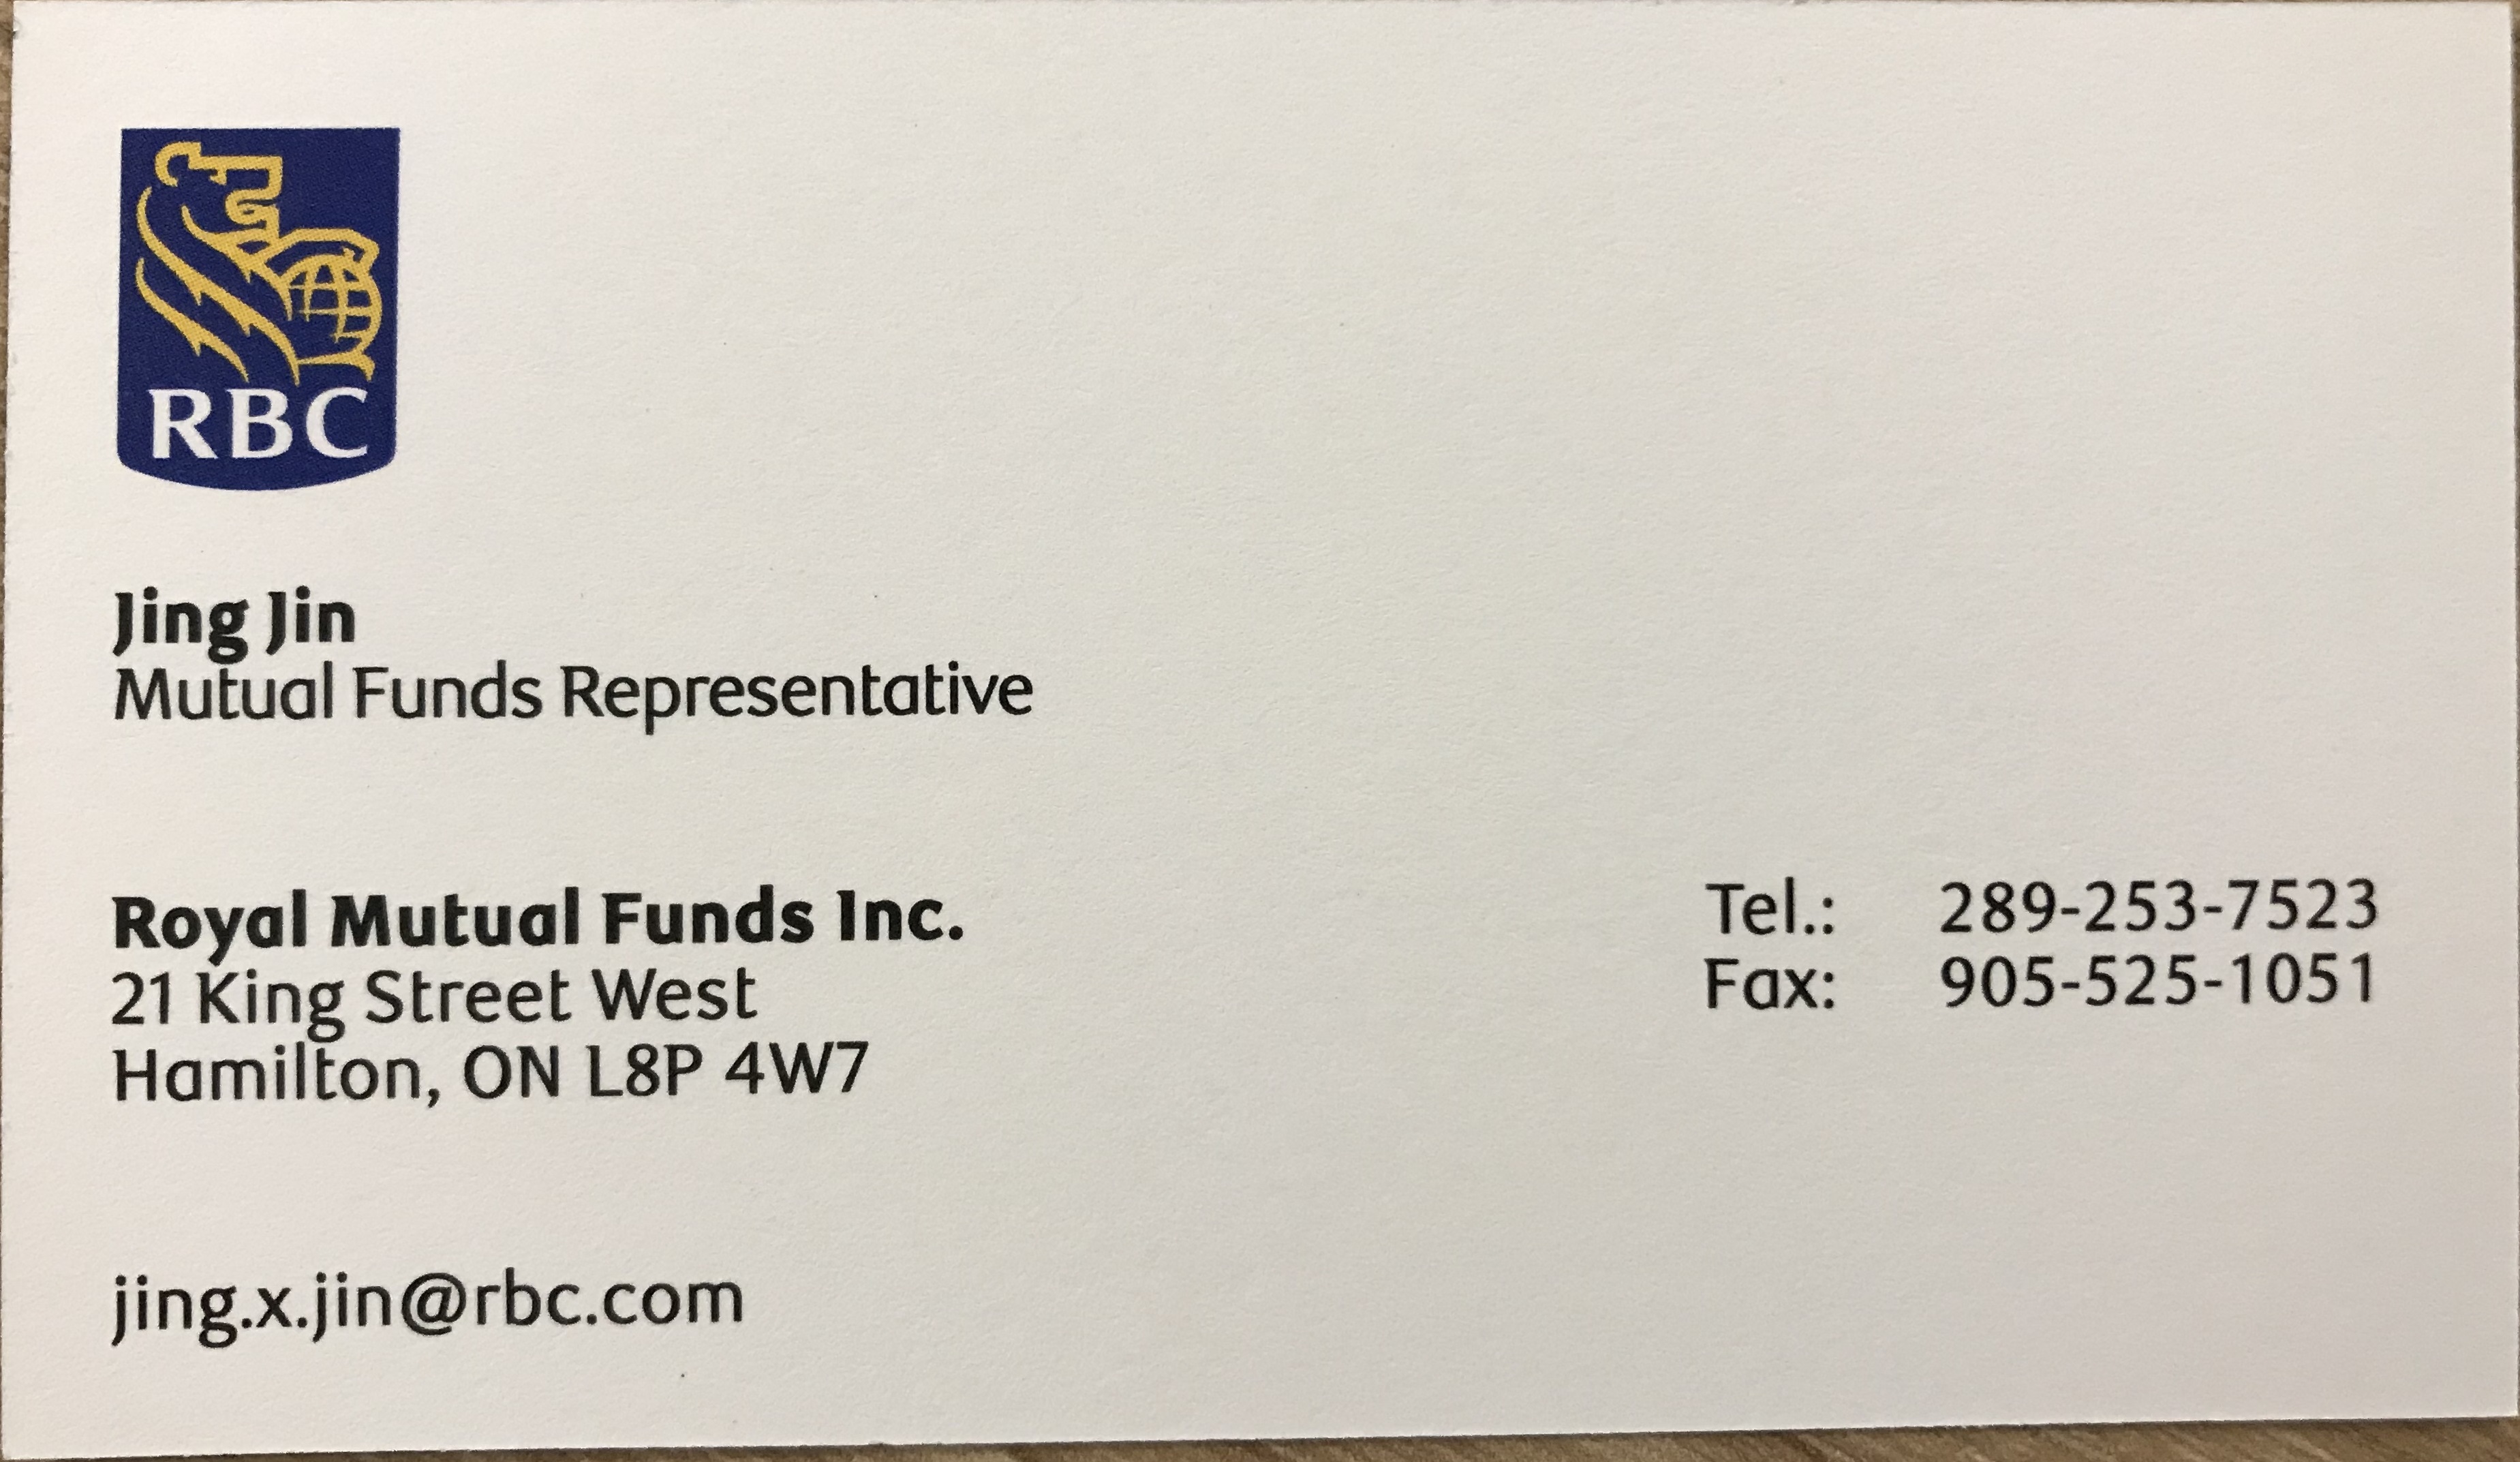 RBC
Jing Jin
Mutual Funds Representative
Royal Mutual Funds Inc.
21 King Street West
Hamilton, ON L8P 4W7
Tel.: 289-253-7523
Fax: 905-525-1051
jing.x.jin@rbc.com